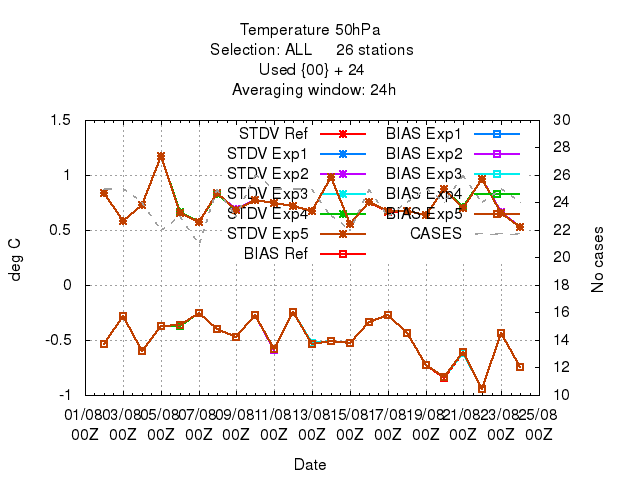 Temperature 50hPa
Selection: ALL 26 stations
Used {00} + 24
Averaging window: 24h
1.5
1
0.5
0
-0.5
-1
deg C
30
28
26
24
22
20
18
16
14
12
10
No cases
STDV Ref
STDV Exp1
STDV Exp2
STDV Exp3
STDV Exp4
STDV Exp5
BIAS Ref
BIAS Exp1
BIAS Exp2
BIAS Exp3
BIAS Exp4
BIAS Exp5
CASES
01/08 03/08 05/08 07/08 09/08 11/08 13/08 15/08 17/08 19/08 21/08 23/08 25/08
00Z 00Z 00Z 00Z 00Z 00Z 00Z 00Z 00Z 00Z 00Z 00Z 00Z
Date